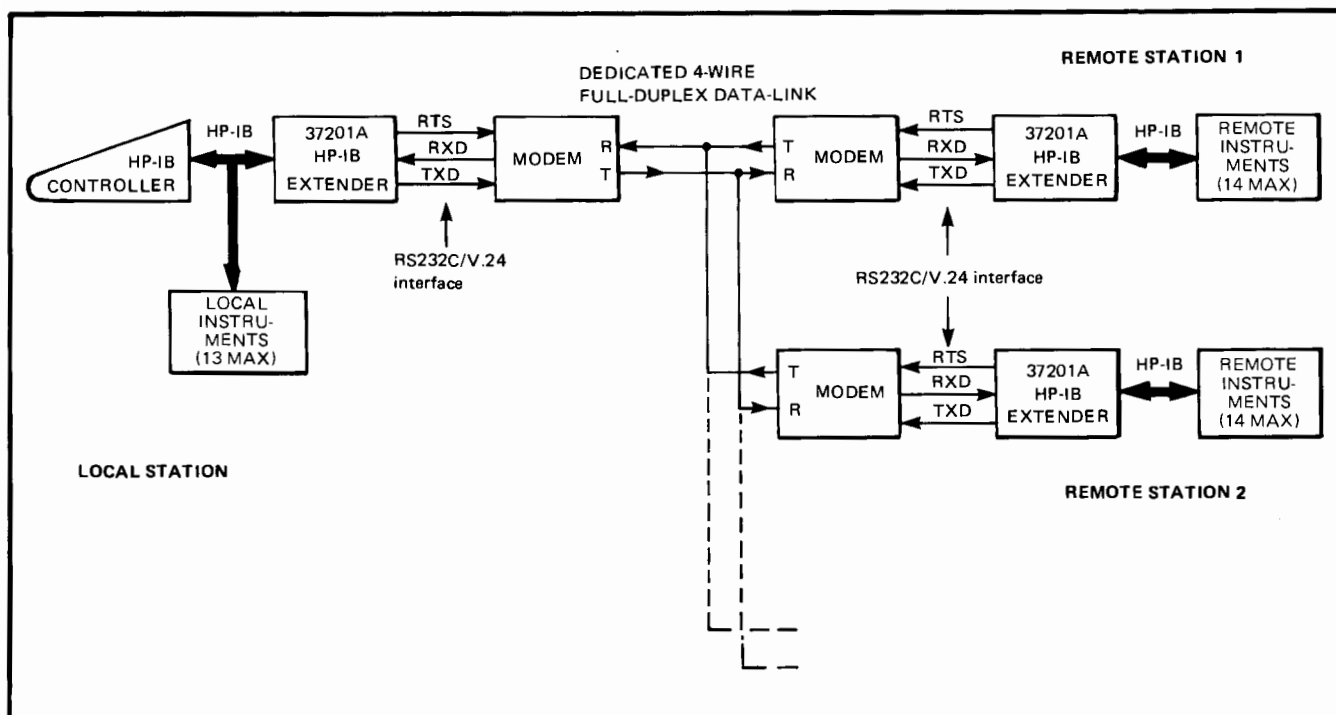 REMOTE STATION 1
DEDICATED 4-WIRE
FULL-DUPLEX DATA-LINK
HP-IB
CONTROLLER
HP-IB
37201A
HP-IB
EXTENDER
RTS
RXD
TXD
MODEM
R
T
T
R
MODEM
RTS
RXD
TXD
37201A
HP-IB
EXTENDER
HP-IB
REMOTE
INSTRU-
MENTS
(14 MAX)
RS232C/V.24
interface
LOCAL
INSTRU-
MENTS
(13 MAX)
RS232C/V.24 interface
T
R
MODEM
RTS
RXD
TXD
37201A
HP-IB
EXTENDER
HP-IB
REMOTE
INSTRU-
MENTS
(14 MAX)
LOCAL STATION
REMOTE STATION 2